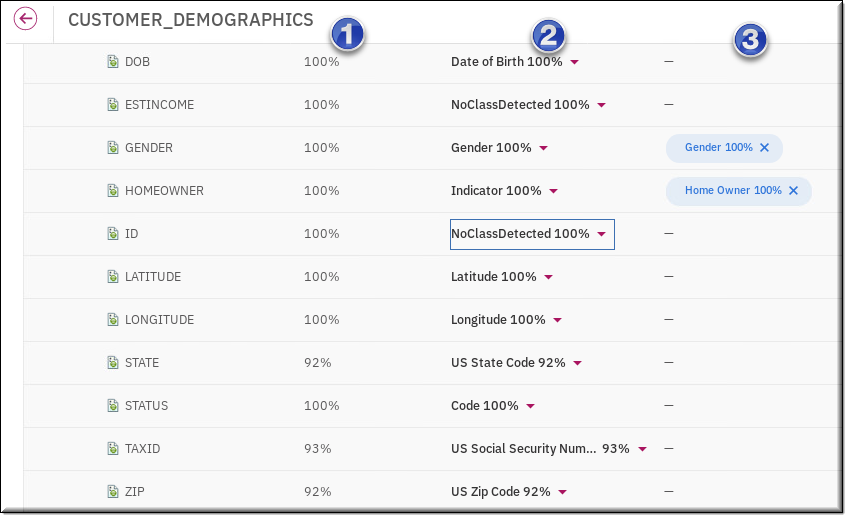 CUSTOMER_DEMOGRAPHICS
1 2 3
DOB 100% Date of Birth 100% —
ESTINCOME 100% NoClassDetected 100% —
GENDER 100% Gender 100% Gender 100% ×
HOMEOWNER 100% Indicator 100% Home Owner 100% ×
ID 100% NoClassDetected 100% —
LATITUDE 100% Latitude 100% —
LONGITUDE 100% Longitude 100% —
STATE 92% US State Code 92% —
STATUS 100% Code 100% —
TAXID 93% US Social Security Num... 93% —
ZIP 92% US Zip Code 92% —